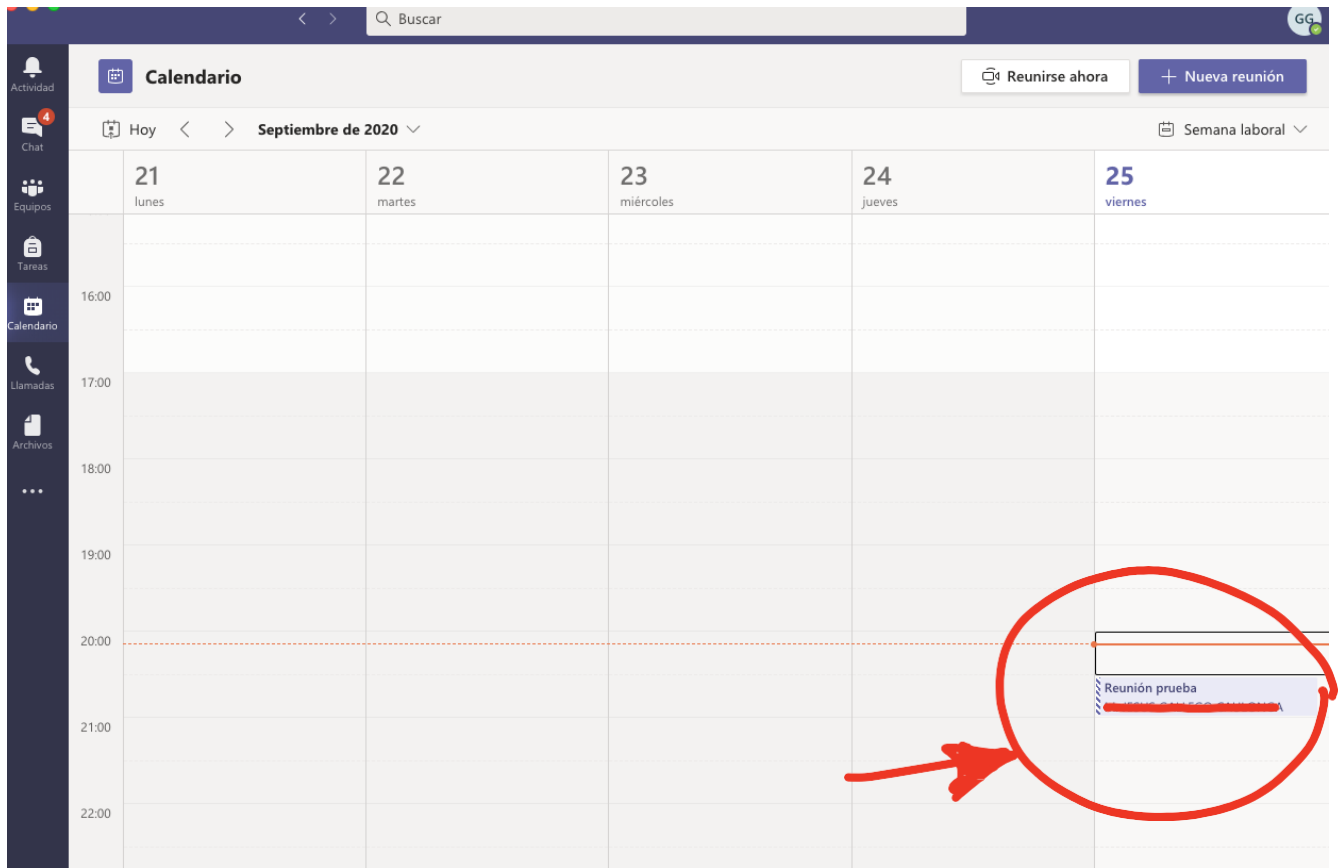 Buscar
GG
Actividad
4
Chat
Equipos
Tareas
Calendario
Llamadas
Archivos
Calendario
Reunirse ahora
Nueva reunión
Hoy
Septiembre de 2020
Semana laboral
21
lunes
22
martes
23
miércoles
24
jueves
25
viernes
16:00
17:00
18:00
19:00
20:00
21:00
22:00
Reunión prueba